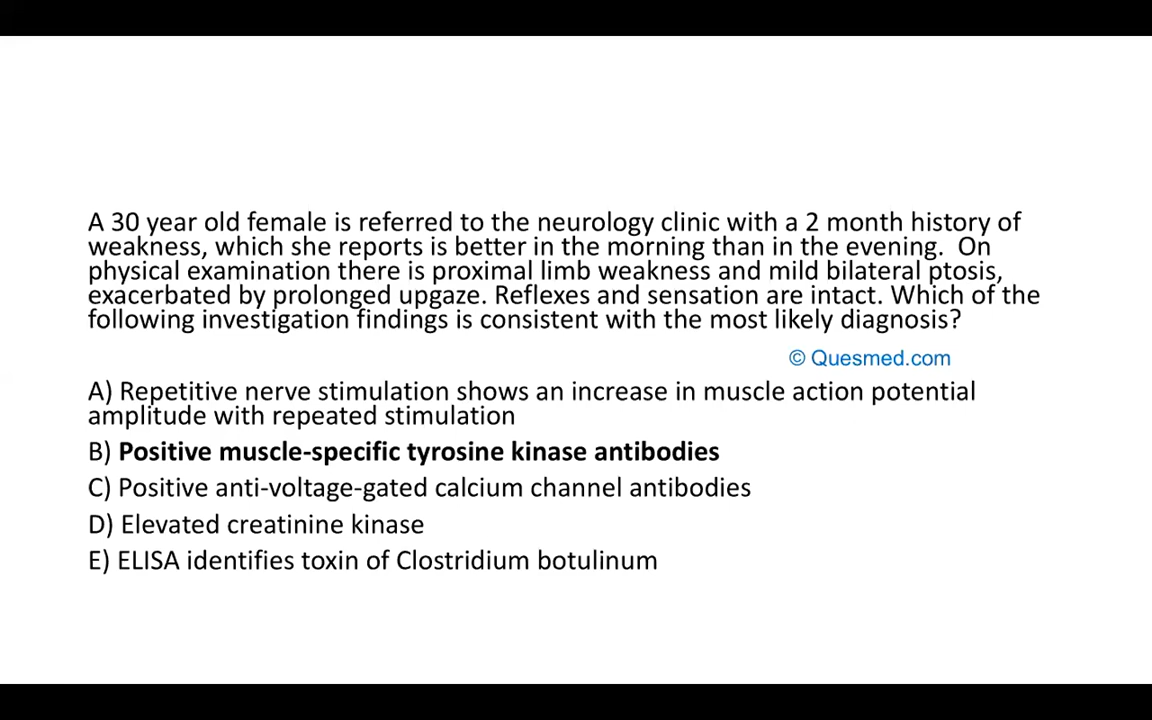 A 30 year old female is referred to the neurology clinic with a 2 month history of
weakness, which she reports is better in the morning than in the evening.  On
physical examination there is proximal limb weakness and mild bilateral ptosis,
exacerbated by prolonged upgaze. Reflexes and sensation are intact. Which of the
following investigation findings is consistent with the most likely diagnosis?
© Quesmed.com
A) Repetitive nerve stimulation shows an increase in muscle action potential
amplitude with repeated stimulation
B) Positive muscle-specific tyrosine kinase antibodies
C) Positive anti-voltage-gated calcium channel antibodies
D) Elevated creatinine kinase
E) ELISA identifies toxin of Clostridium botulinum